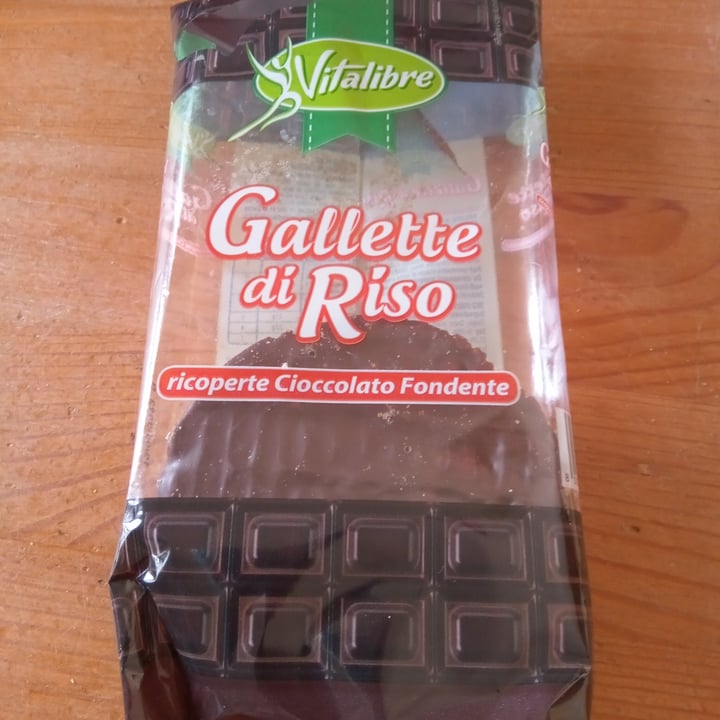 Vitalibre
Gallette
di Riso
ricoperte Cioccolato Fondente